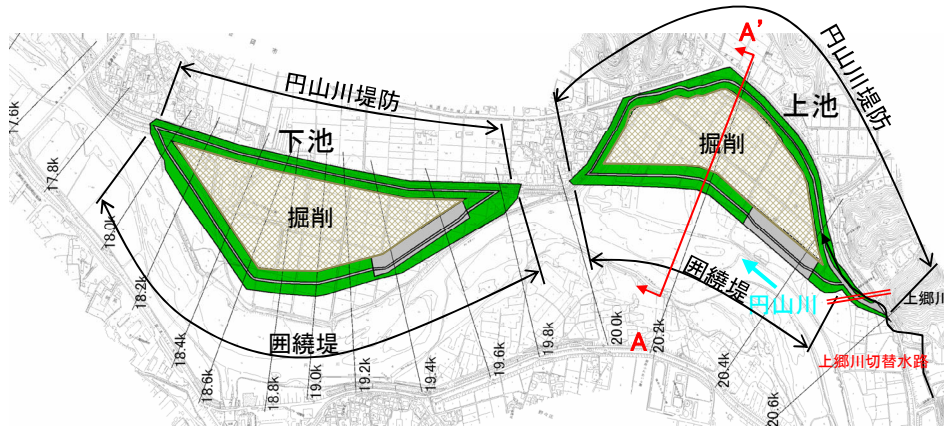 円山川堤防
下池
掘削
囲繞堤
円山川堤防
上池
掘削
囲繞堤
円山川
上郷川
上郷川切替水路
A'
A
17.6k
17.8k
18.0k
18.2k
18.4k
18.6k
18.8k
19.0k
19.2k
19.4k
19.6k
19.8k
20.0k
20.2k
20.4k
20.6k